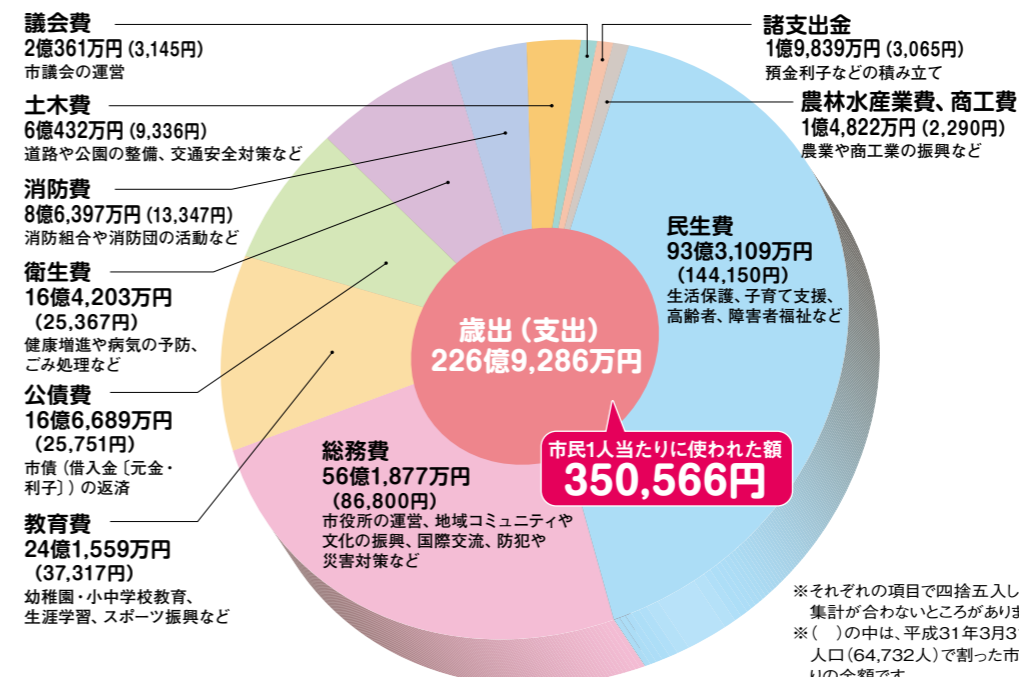 議会費
2億361万円(3,145円)
市議会の運営
土木費
6億432万円(9,336円)
道路や公園の整備、交通安全対策など
消防費
8億6,397万円(13,347円)
消防組合や消防団の活動など
衛生費
16億4,203万円
(25,367円)
健康増進や病気の予防、
ごみ処理など
公債費
16億6,689万円
(25,751円)
市債(借入金〔元金・
利子〕)の返済
教育費
24億1,559万円
(37,317円)
幼稚園・小中学校教育、
生涯学習、スポーツ振興など
諸支出金
1億9,839万円(3,065円)
預金利子などの積み立て
農林水産業費、商工費
1億4,822万円(2,290円)
農業や商工業の振興など
民生費
93億3,109万円
(144,150円)
生活保護、子育て支援、
高齢者、障害者福祉など
歳出(支出)
226億9,286万円
市民1人当たりに使われた額
350,566円
総務費
56億1,877万円
(86,800円)
市役所の運営、地域コミュニティや
文化の振興、国際交流、防犯や
災害対策など
※それぞれの項目で四捨五入し
集計が合わないところがありま
※( )の中は、平成31年3月3
人口(64,732人)で割った市
りの金額です